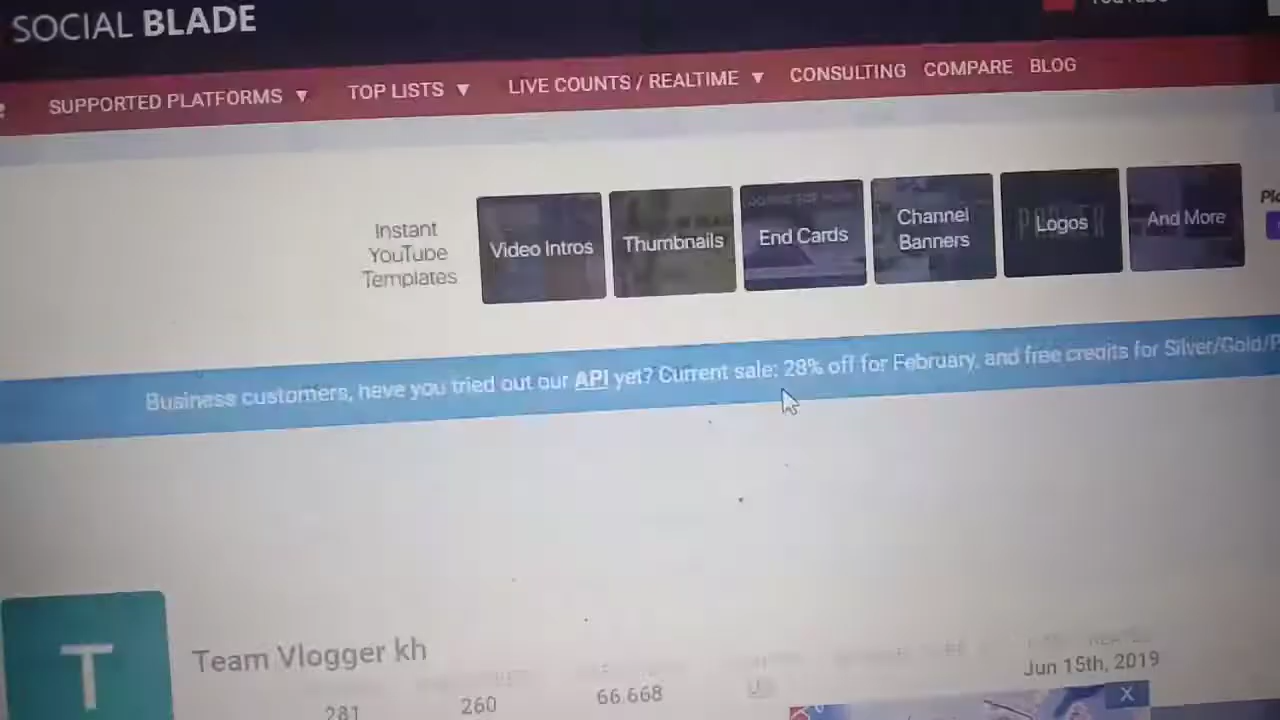 SOCIAL BLADE
SUPPORTED PLATFORMS ▼ TOP LISTS ▼ LIVE COUNTS / REALTIME ▼ CONSULTING COMPARE BLOG
Instant
YouTube
Templates
Video Intros
Thumbnails
End Cards
Channel
Banners
Logos
And More
Business customers, have you tried out our API yet? Current sale: 28% off for February, and free credits for Silver/Gold/P
T
Team Vlogger kh
281
260
66,668
Jun 15th, 2019
X